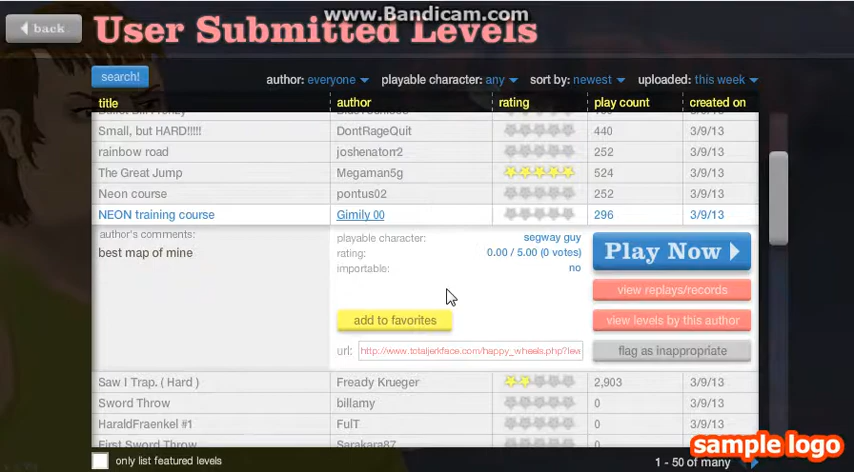 www.Bandicam.com
back
User Submitted Levels
search!
author: everyone playable character: any sort by: newest uploaded: this week
title author rating play count created on
Small, but HARD!!!!! DontRageQuit 440 3/9/13
rainbow road joshenatorr2 252 3/9/13
The Great Jump Megaman5g 524 3/9/13
Neon course pontus02 252 3/9/13
NEON training course Gimily 00 296 3/9/13
author's comments:
best map of mine
playable character: segway guy
rating: 0.00 / 5.00 (0 votes)
importable: no
Play Now
view replays/records
add to favorites
view levels by this author
url: http://www.totaljerkface.com/happy_wheels.php?lev
flag as inappropriate
Saw I Trap. ( Hard ) Fready Krueger 2,903 3/9/13
Sword Throw billamy 0 3/9/13
HaraldFraenkel #1 FulT 0 3/9/13
First Sword Throw Sarakara87
only list featured levels
1 - 50 of many
sample logo